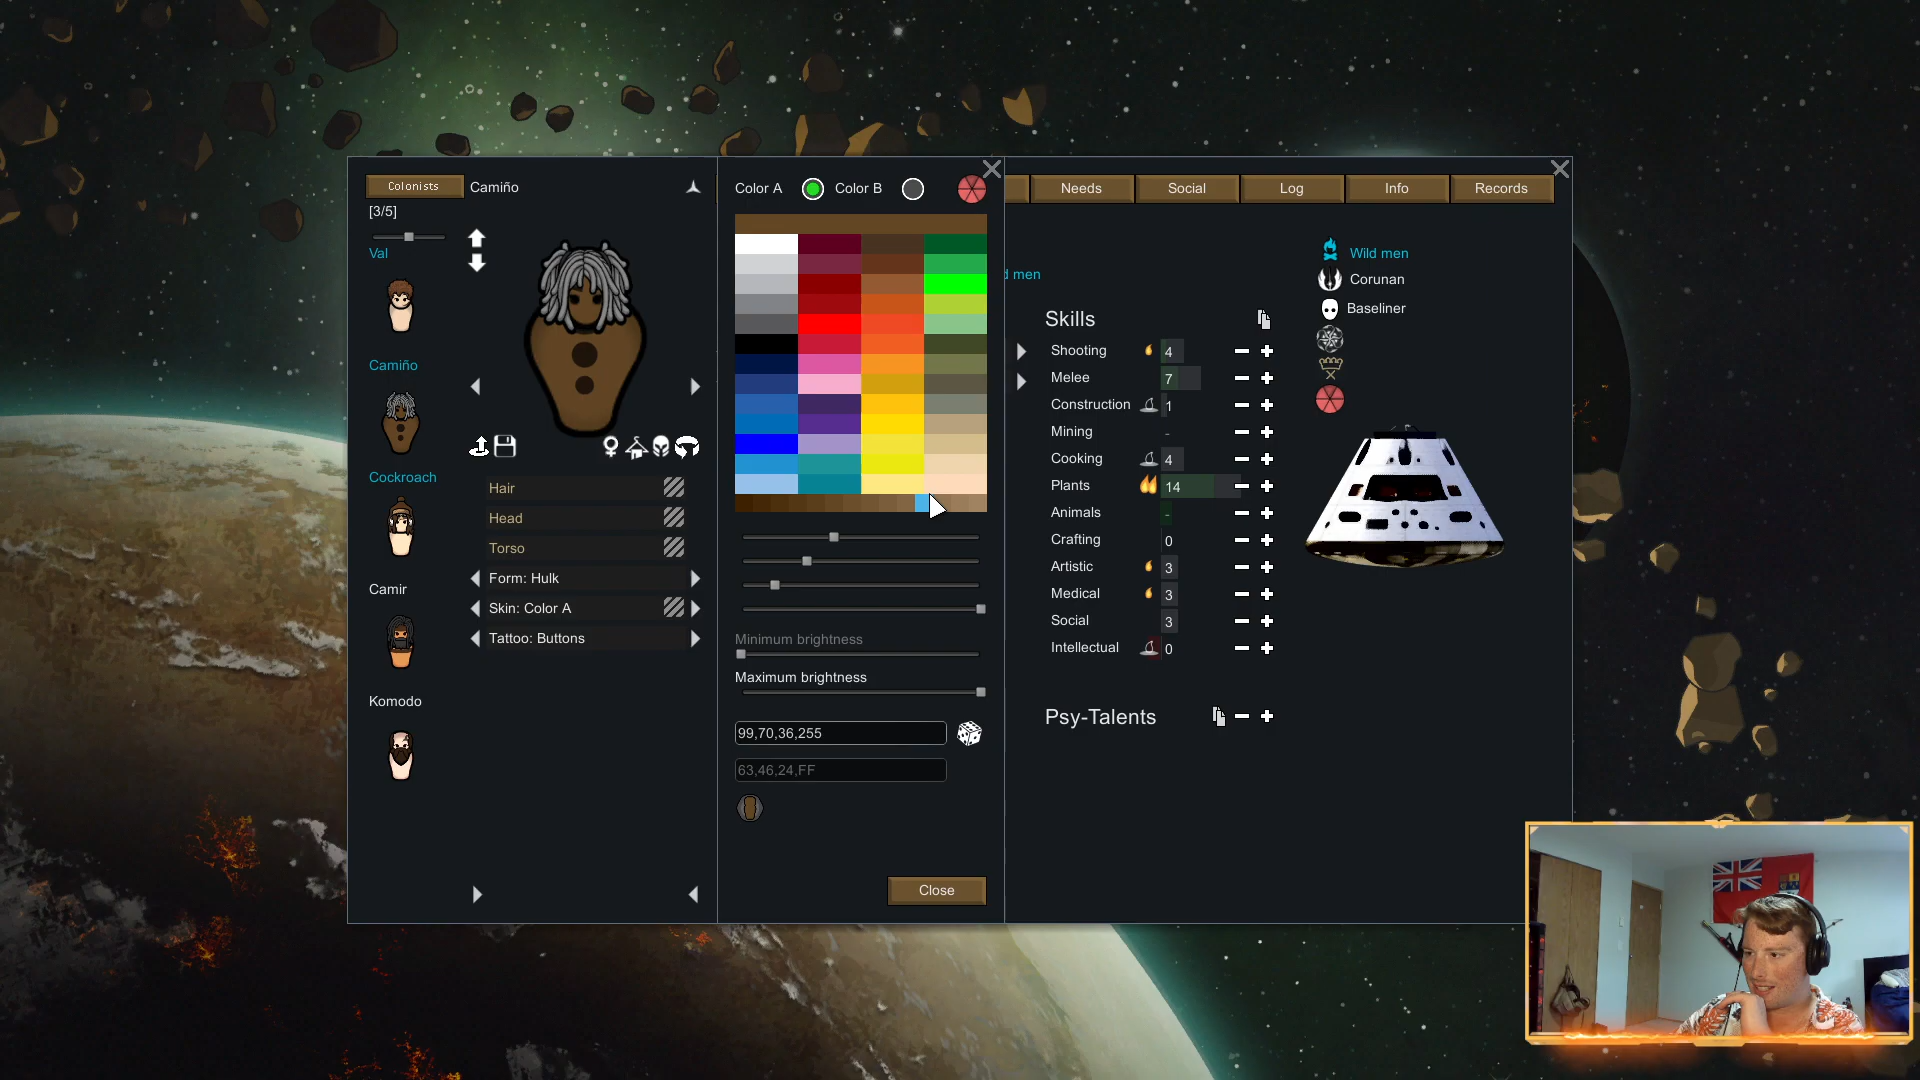 Colonists
Camiño
[3/5]
Val
Camiño
Cockroach
Camir
Komodo
Hair
Head
Torso
Form: Hulk
Skin: Color A
Tattoo: Buttons
Color A
Color B
Minimum brightness
Maximum brightness
99,70,36,255
63,46,24,FF
Close
Needs
Social
Log
Info
Records
d men
Wild men
Corunan
Baseliner
Skills
Shooting 4
Melee 7
Construction 1
Mining -
Cooking 4
Plants 14
Animals -
Crafting 0
Artistic 3
Medical 3
Social 3
Intellectual 0
Psy-Talents